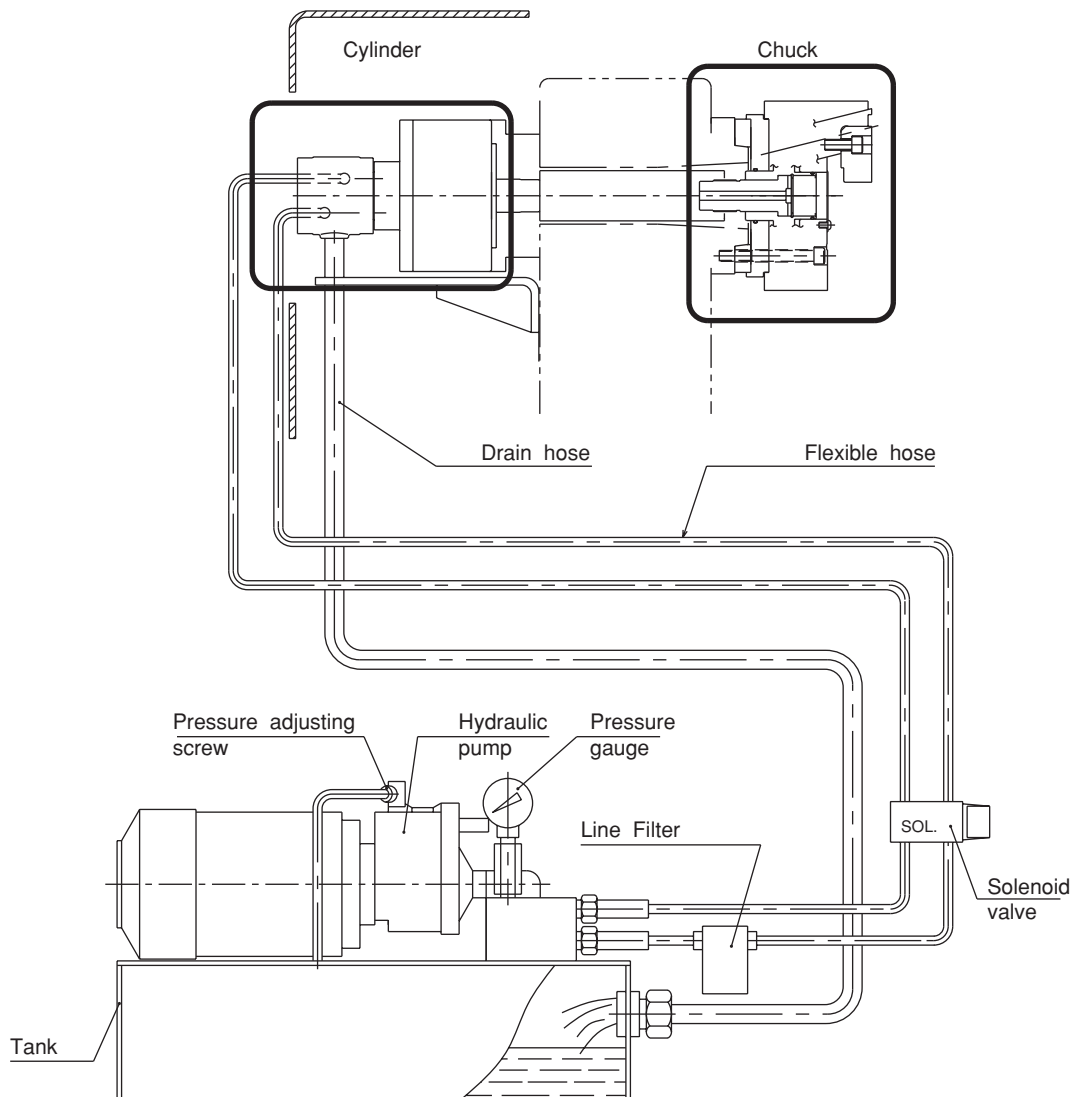 Cylinder
Chuck
Drain hose
Flexible hose
Pressure adjusting
screw
Hydraulic
pump
Pressure
gauge
Line Filter
SOL.
Solenoid
valve
Tank